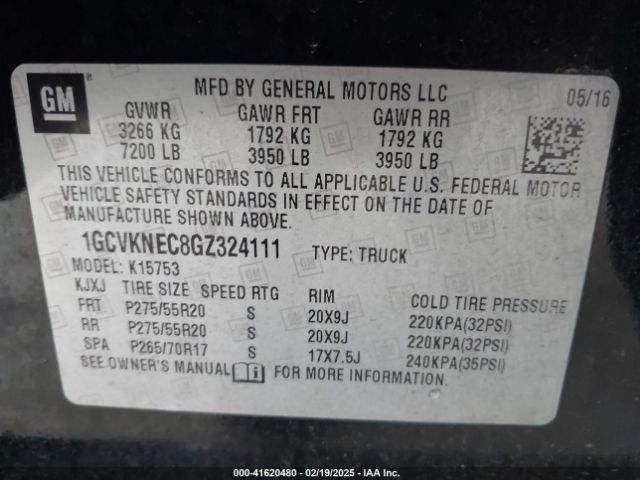 GM ®
MFD BY GENERAL MOTORS LLC 05/16
GVWR GAWR FRT GAWR RR
3266 KG 1792 KG 1792 KG
7200 LB 3950 LB 3950 LB
THIS VEHICLE CONFORMS TO ALL APPLICABLE U.S. FEDERAL MOTOR
VEHICLE SAFETY STANDARDS IN EFFECT ON THE DATE OF
MANUFACTURE SHOWN ABOVE.
1GCVKNEC8GZ324111 TYPE: TRUCK
MODEL: K15753
KJXJ TIRE SIZE SPEED RTG RIM COLD TIRE PRESSURE
FRT P275/55R20 S 20X9J 220KPA(32PSI)
RR P275/55R20 S 20X9J 220KPA(32PSI)
SPA P265/70R17 S 17X7.5J 240KPA(35PSI)
SEE OWNER'S MANUAL FOR MORE INFORMATION.
000-41620480 - 02/19/2025 - IAA Inc.